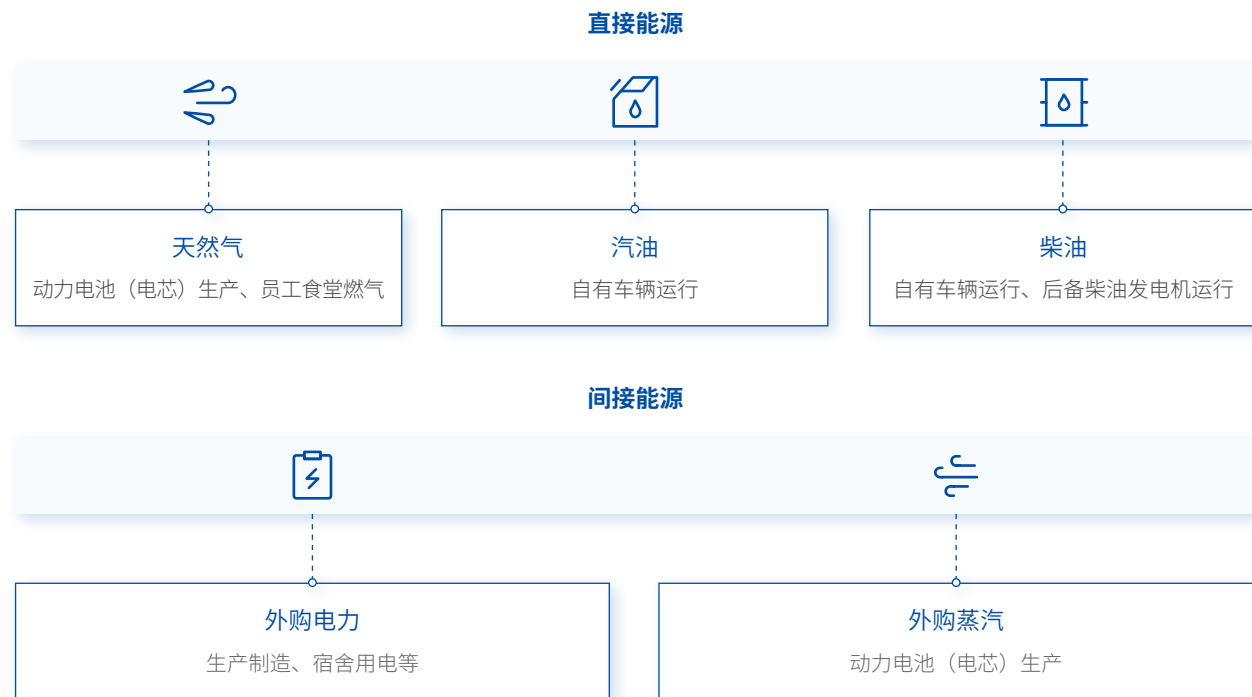 直接能源
天然气
动力电池（电芯）生产、员工食堂燃气
汽油
自有车辆运行
柴油
自有车辆运行、后备柴油发电机运行
间接能源
外购电力
生产制造、宿舍用电等
外购蒸汽
动力电池（电芯）生产